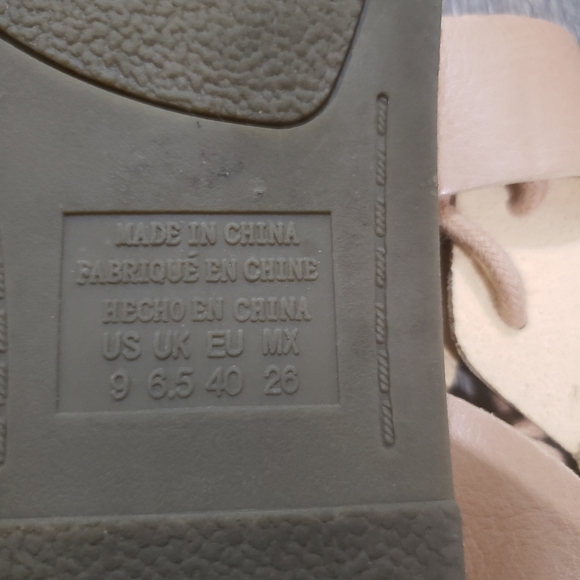 MADE IN CHINA
FABRIQUÉ EN CHINE
HECHO EN CHINA
US UK EU MX
9 6.5 40 26